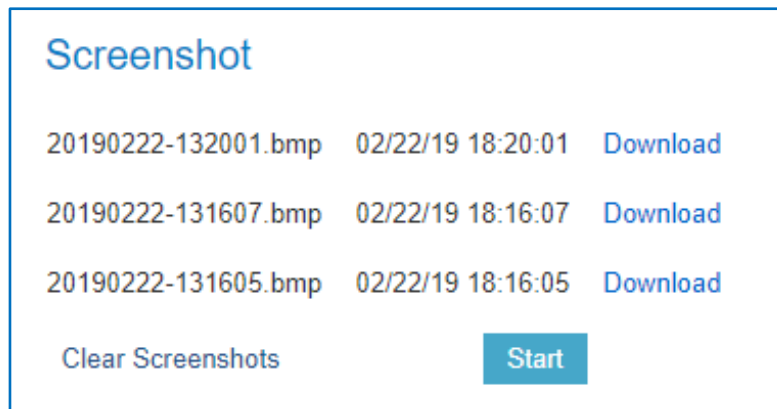 Screenshot
20190222-132001.bmp 02/22/19 18:20:01 Download
20190222-131607.bmp 02/22/19 18:16:07 Download
20190222-131605.bmp 02/22/19 18:16:05 Download
Clear Screenshots Start